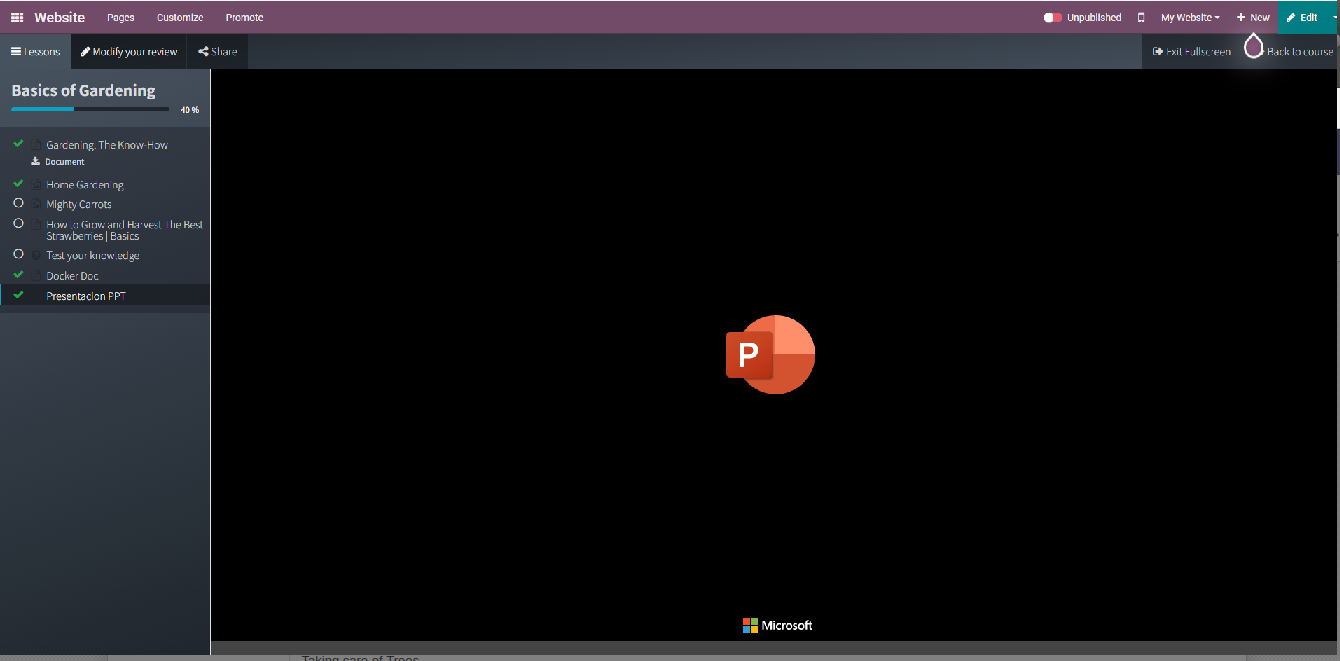 Website Pages Customize Promote Unpublished My Website New Edit
Lessons Modify your review Share Exit Fullscreen Back to course
Basics of Gardening
40 %
Gardening: The Know-How
Document
Home Gardening
Mighty Carrots
How to Grow and Harvest The Best
Strawberries | Basics
Test your knowledge
Docker Doc
Presentacion PPT
P
Microsoft
Taking care of Trees